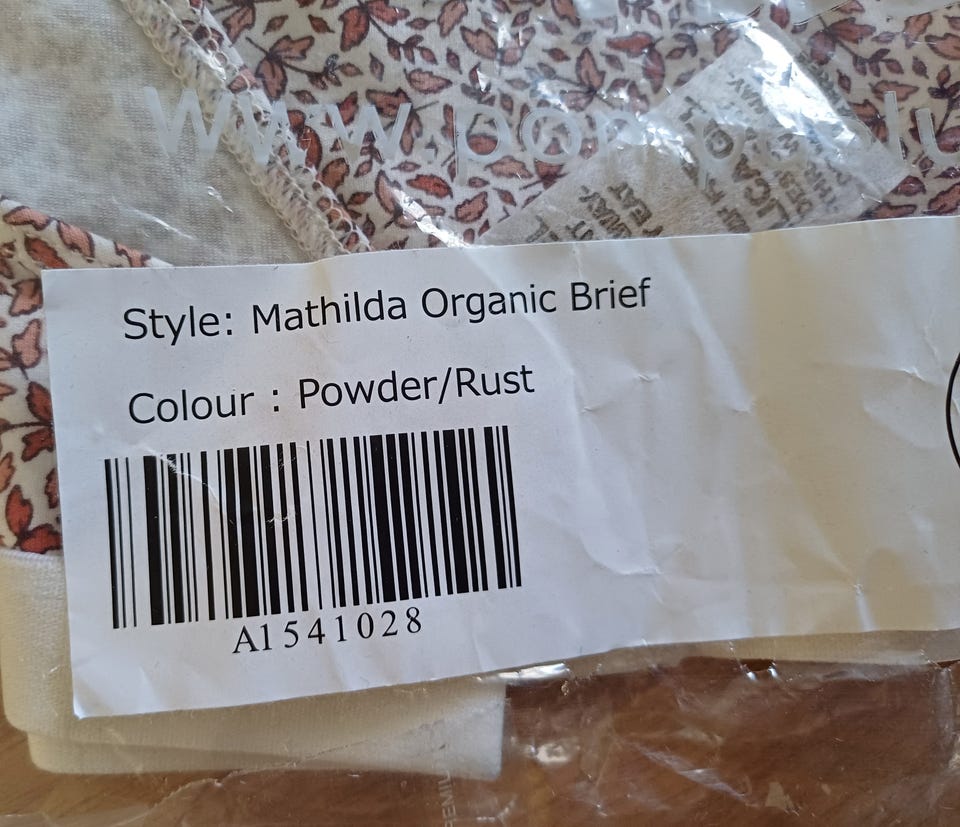 Style: Mathilda Organic Brief
Colour : Powder/Rust
A1541028